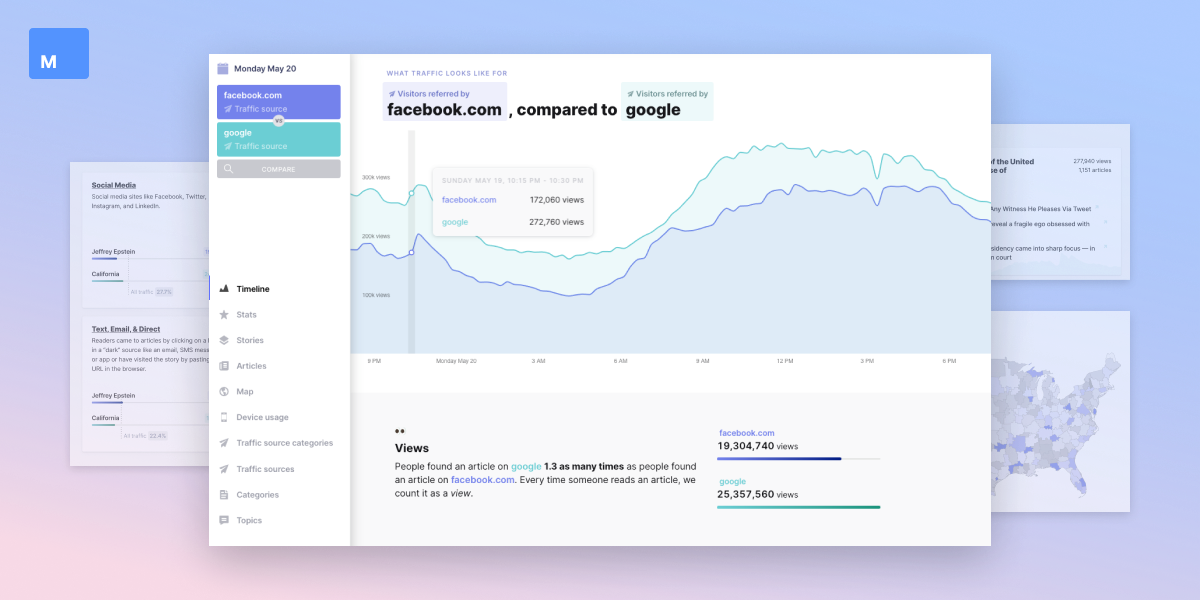 M
Monday May 20
facebook.com
Traffic source
vs
google
Traffic source
COMPARE
Timeline
Stats
Stories
Articles
Map
Device usage
Traffic source categories
Traffic sources
Categories
Topics
WHAT TRAFFIC LOOKS LIKE FOR
Visitors referred by
facebook.com , compared to
Visitors referred by
google
300k views
200k views
100k views
SUNDAY MAY 19, 10:15 PM - 10:30 PM
facebook.com 172,060 views
google 272,760 views
9 PM Monday May 20 3 AM 6 AM 9 AM 12 PM 3 PM 6 PM
Views
People found an article on google 1.3 as many times as people found
an article on facebook.com. Every time someone reads an article, we
count it as a view.
facebook.com
19,304,740 views
google
25,357,560 views
Social Media
Social media sites like Facebook, Twitter,
Instagram, and LinkedIn.
Jeffrey Epstein
California
All traffic 27.7%
Text, Email, & Direct
Readers came to articles by clicking on a
in a "dark" source like an email, SMS
or app or have visited the story by pasting
URL in the browser.
Jeffrey Epstein
California
All traffic 22.4%
of the United
se of
277,940 views
1,151 articles
Any Witness He Pleases Via Tweet
reveal a fragile ego obsessed with
sidency came into sharp focus — in
n court